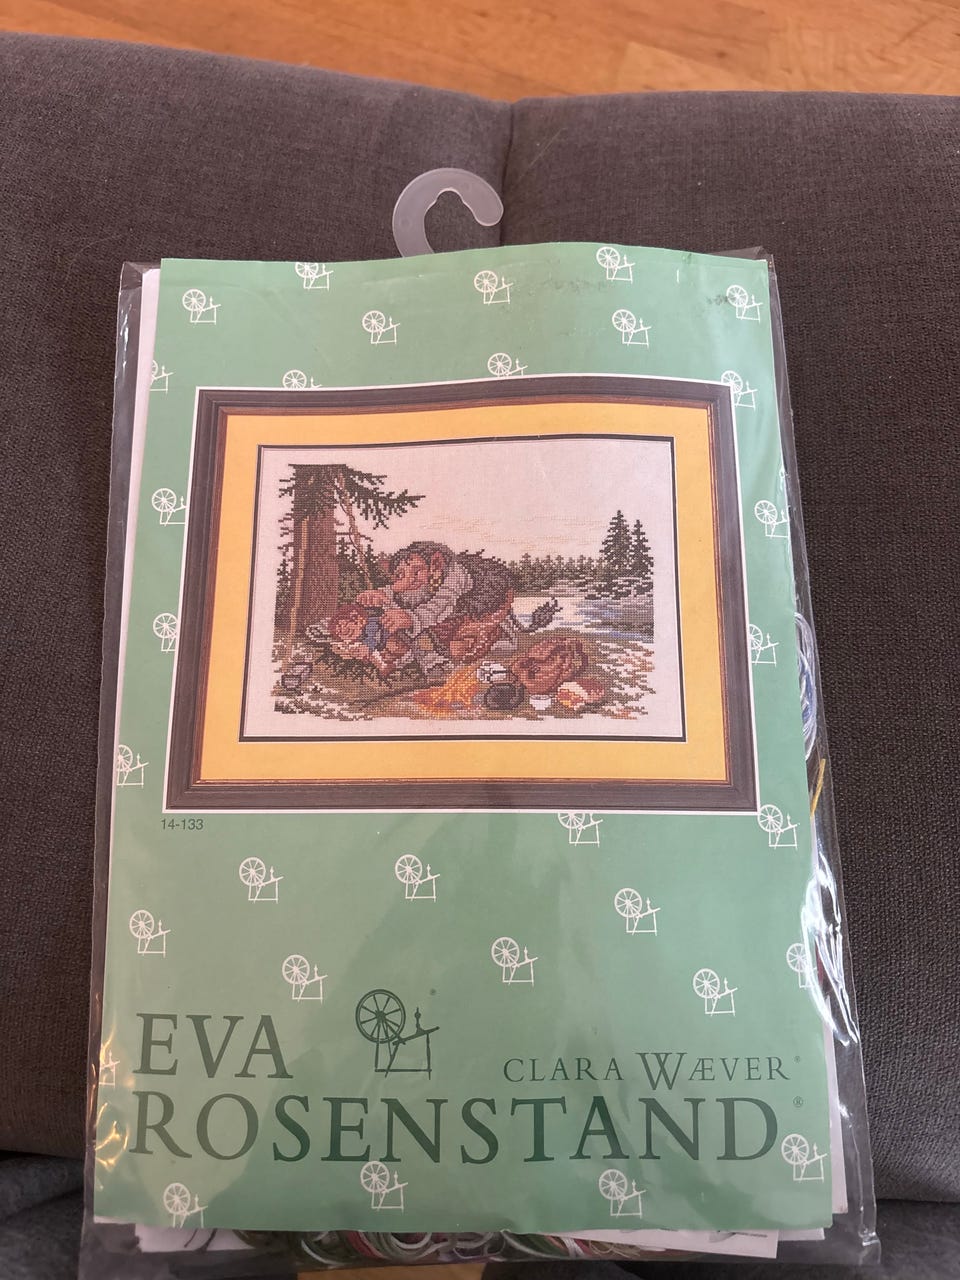 14-133
EVA
CLARA WÆVER®
ROSENSTAND®